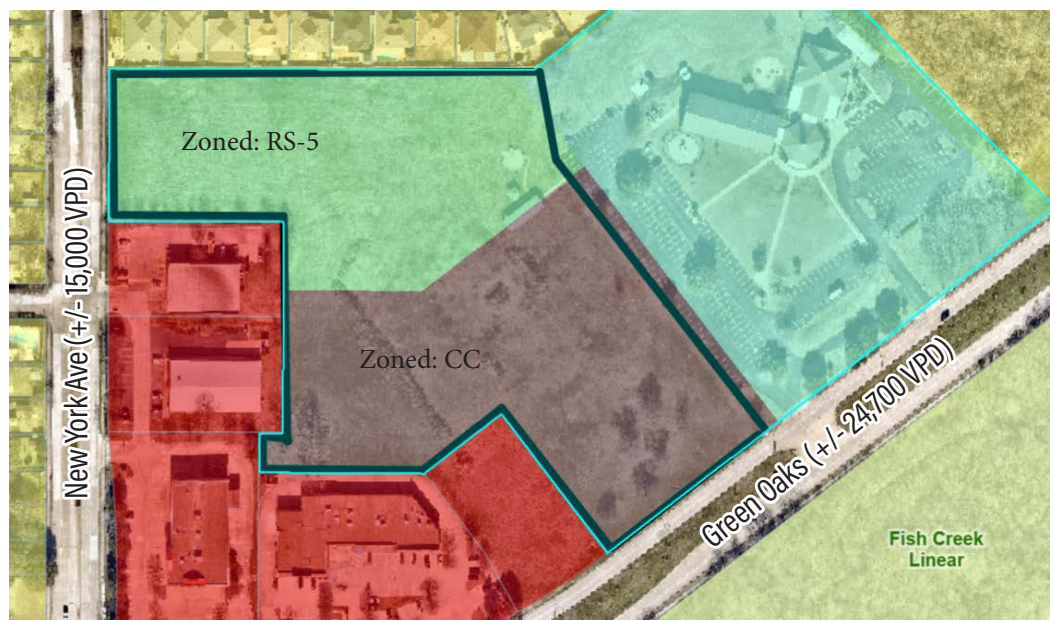 Zoned: RS-5
New York Ave (+/- 15,000 VPD)
Zoned: CC
Green Oaks (+/- 24,700 VPD)
Fish Creek
Linear